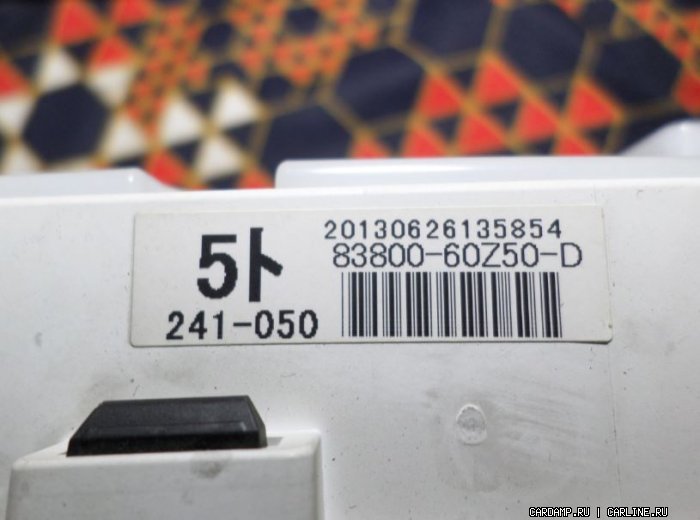 20130626135854
5ト
83800-60Z50-D
241-050
CARDAMP.RU | CARLINE.RU